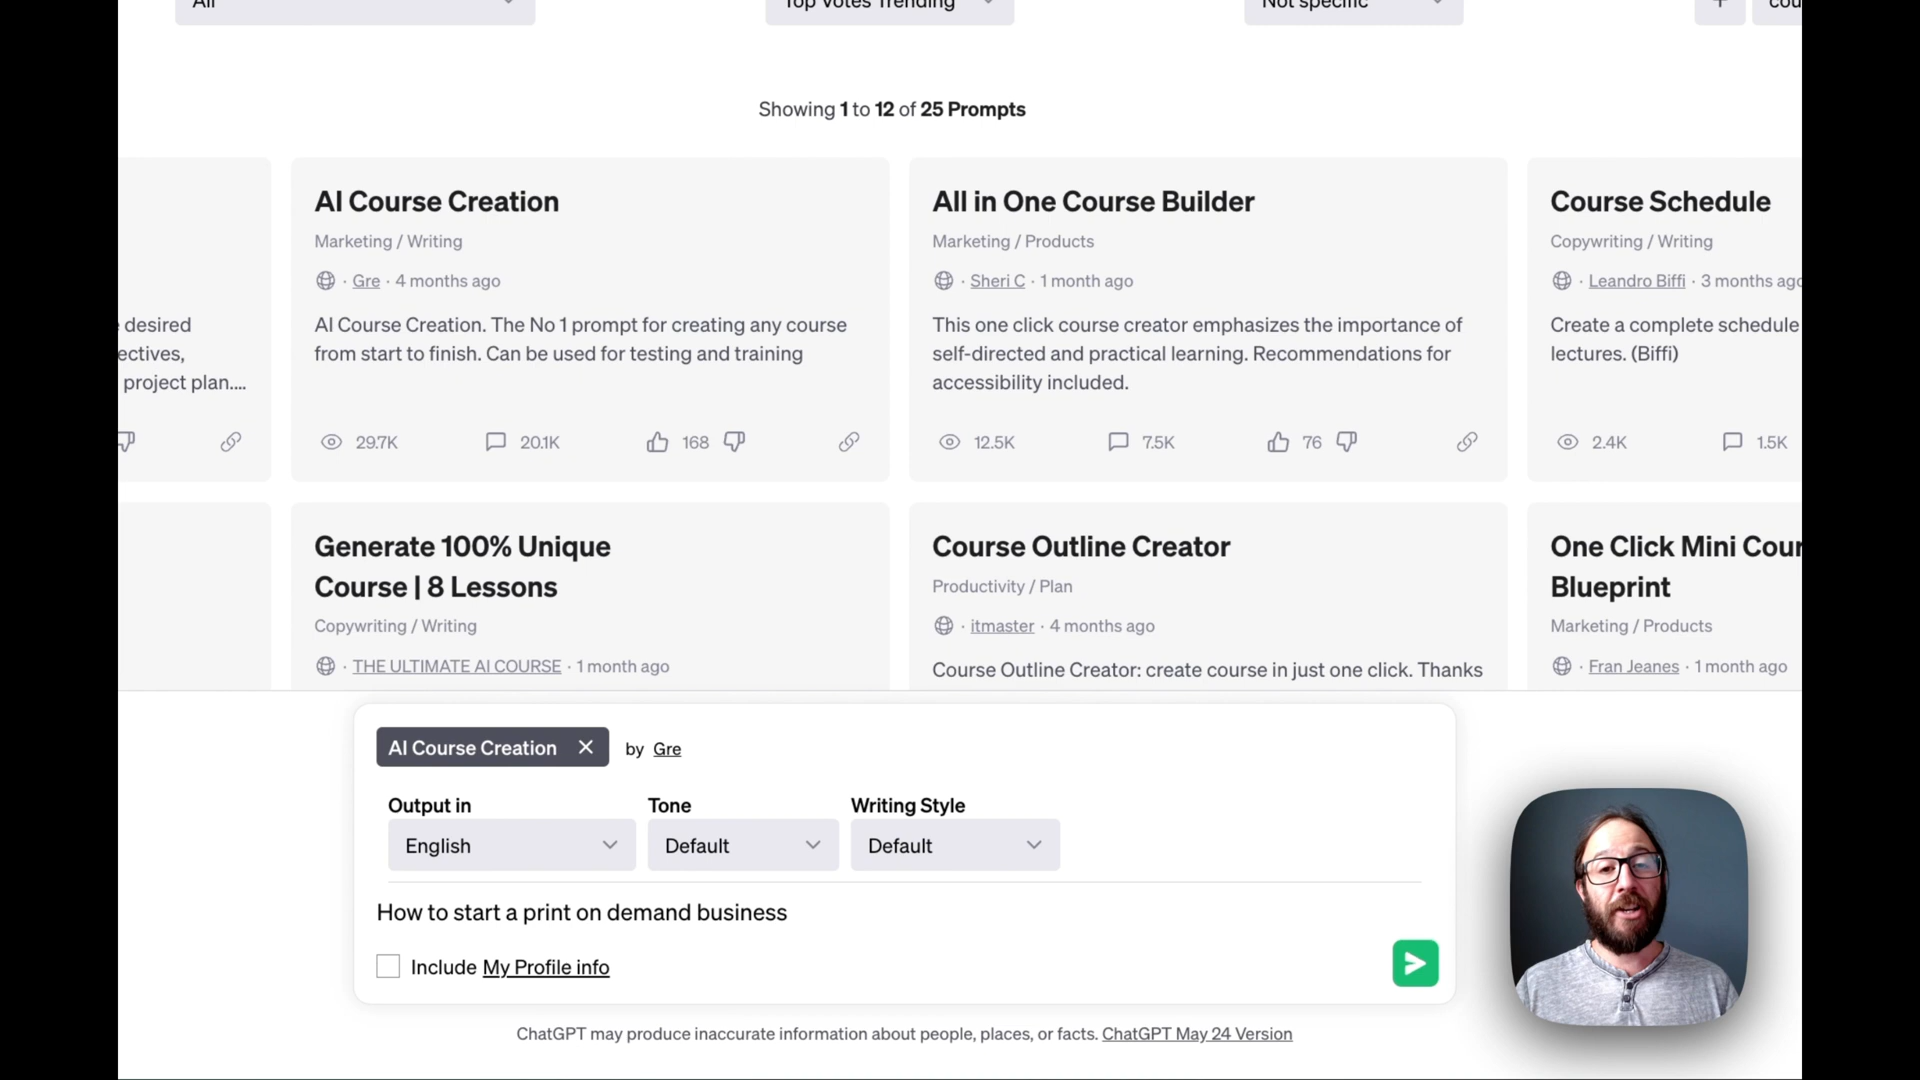 All
Top Votes Trending
Not specific
+
cou
Showing 1 to 12 of 25 Prompts
desired
ectives,
project plan....
AI Course Creation
Marketing / Writing
· Gre · 4 months ago
AI Course Creation. The No 1 prompt for creating any course
from start to finish. Can be used for testing and training
29.7K
20.1K
168
All in One Course Builder
Marketing / Products
· Sheri C · 1 month ago
This one click course creator emphasizes the importance of
self-directed and practical learning. Recommendations for
accessibility included.
12.5K
7.5K
76
Course Schedule
Copywriting / Writing
· Leandro Biffi · 3 months ago
Create a complete schedule
lectures. (Biffi)
2.4K
1.5K
Generate 100% Unique
Course | 8 Lessons
Copywriting / Writing
· THE ULTIMATE AI COURSE · 1 month ago
Course Outline Creator
Productivity / Plan
· itmaster · 4 months ago
Course Outline Creator: create course in just one click. Thanks
One Click Mini Cour
Blueprint
Marketing / Products
· Fran Jeanes · 1 month ago
AI Course Creation × by Gre
Output in
English
Tone
Default
Writing Style
Default
How to start a print on demand business
Include My Profile info
ChatGPT may produce inaccurate information about people, places, or facts. ChatGPT May 24 Version